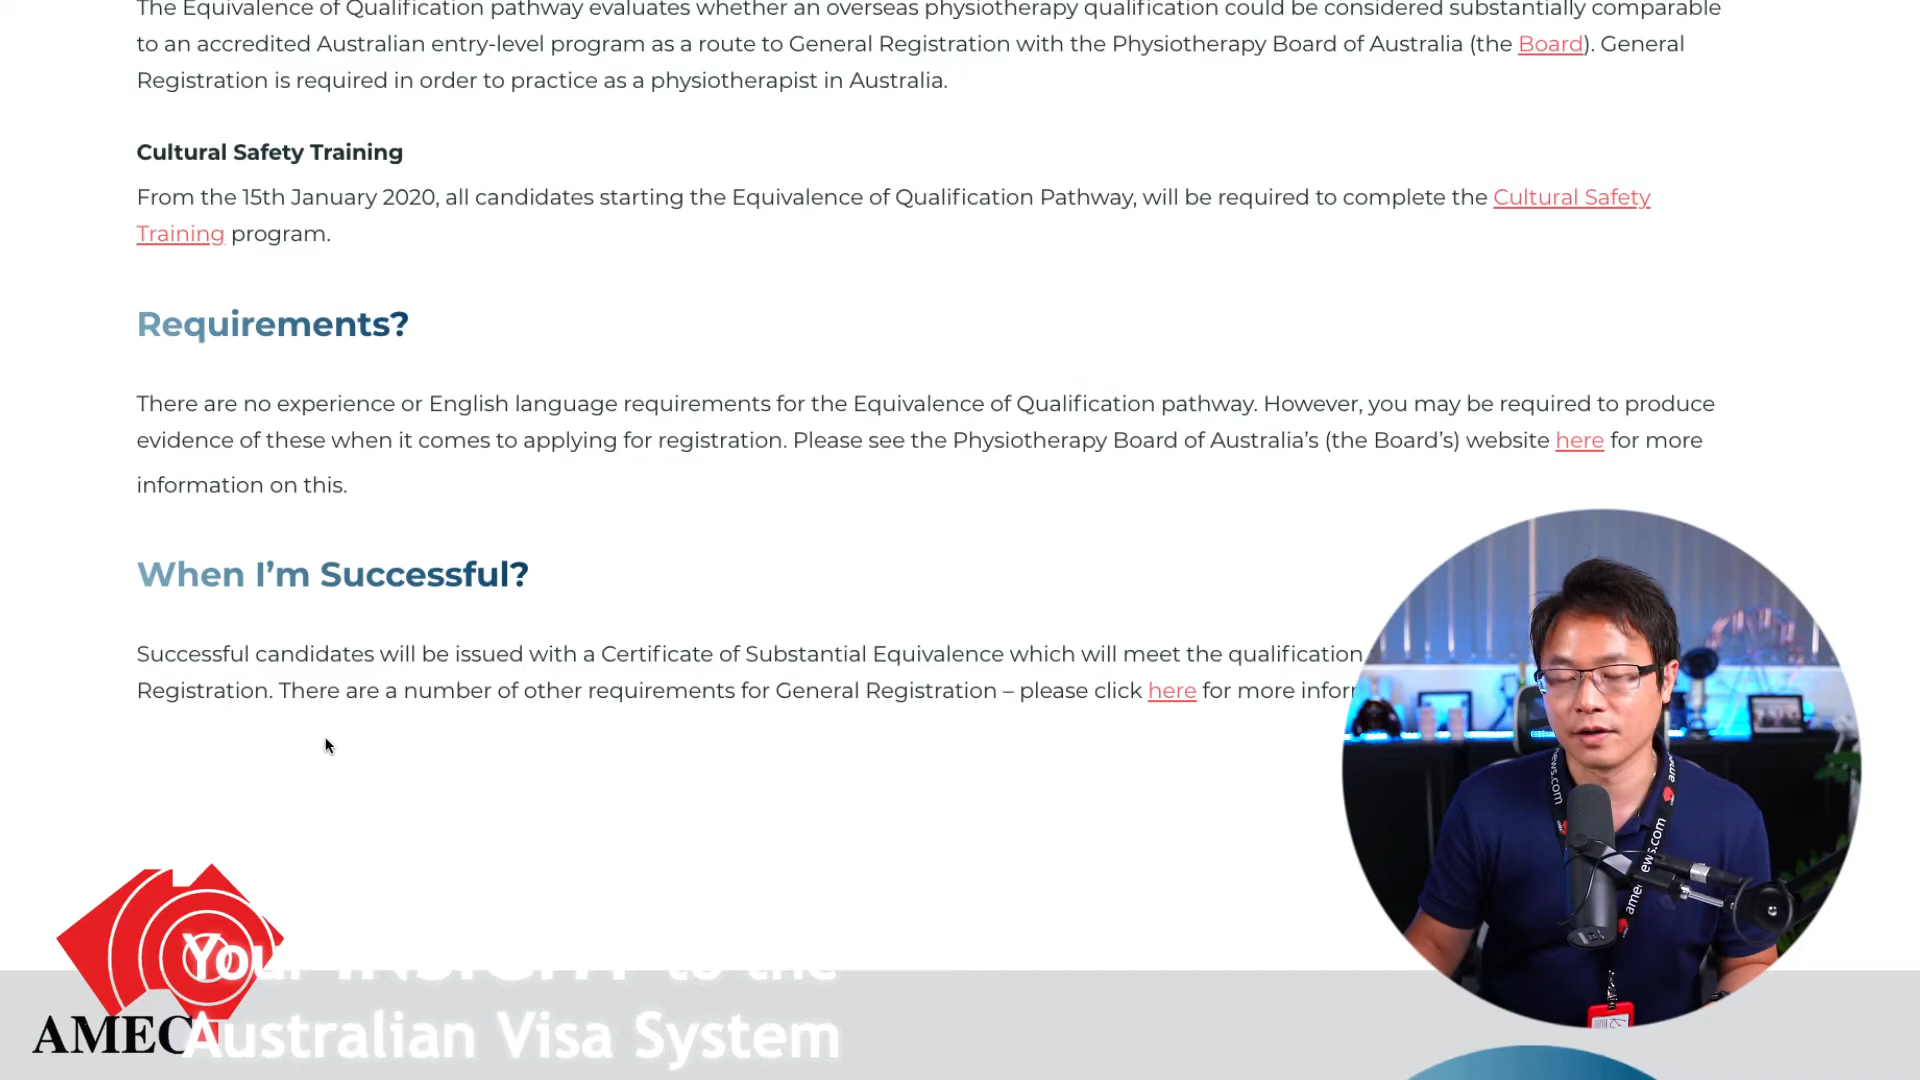 The Equivalence of Qualification pathway evaluates whether an overseas physiotherapy qualification could be considered substantially comparable
to an accredited Australian entry-level program as a route to General Registration with the Physiotherapy Board of Australia (the Board). General
Registration is required in order to practice as a physiotherapist in Australia.
Cultural Safety Training
From the 15th January 2020, all candidates starting the Equivalence of Qualification Pathway, will be required to complete the Cultural Safety
Training program.
Requirements?
There are no experience or English language requirements for the Equivalence of Qualification pathway. However, you may be required to produce
evidence of these when it comes to applying for registration. Please see the Physiotherapy Board of Australia’s (the Board’s) website here for more
information on this.
When I’m Successful?
Successful candidates will be issued with a Certificate of Substantial Equivalence which will meet the qualification
Registration. There are a number of other requirements for General Registration – please click here for more
ews.com
ews.com
Your INSIGHT to the
Australian Visa System
AMEC